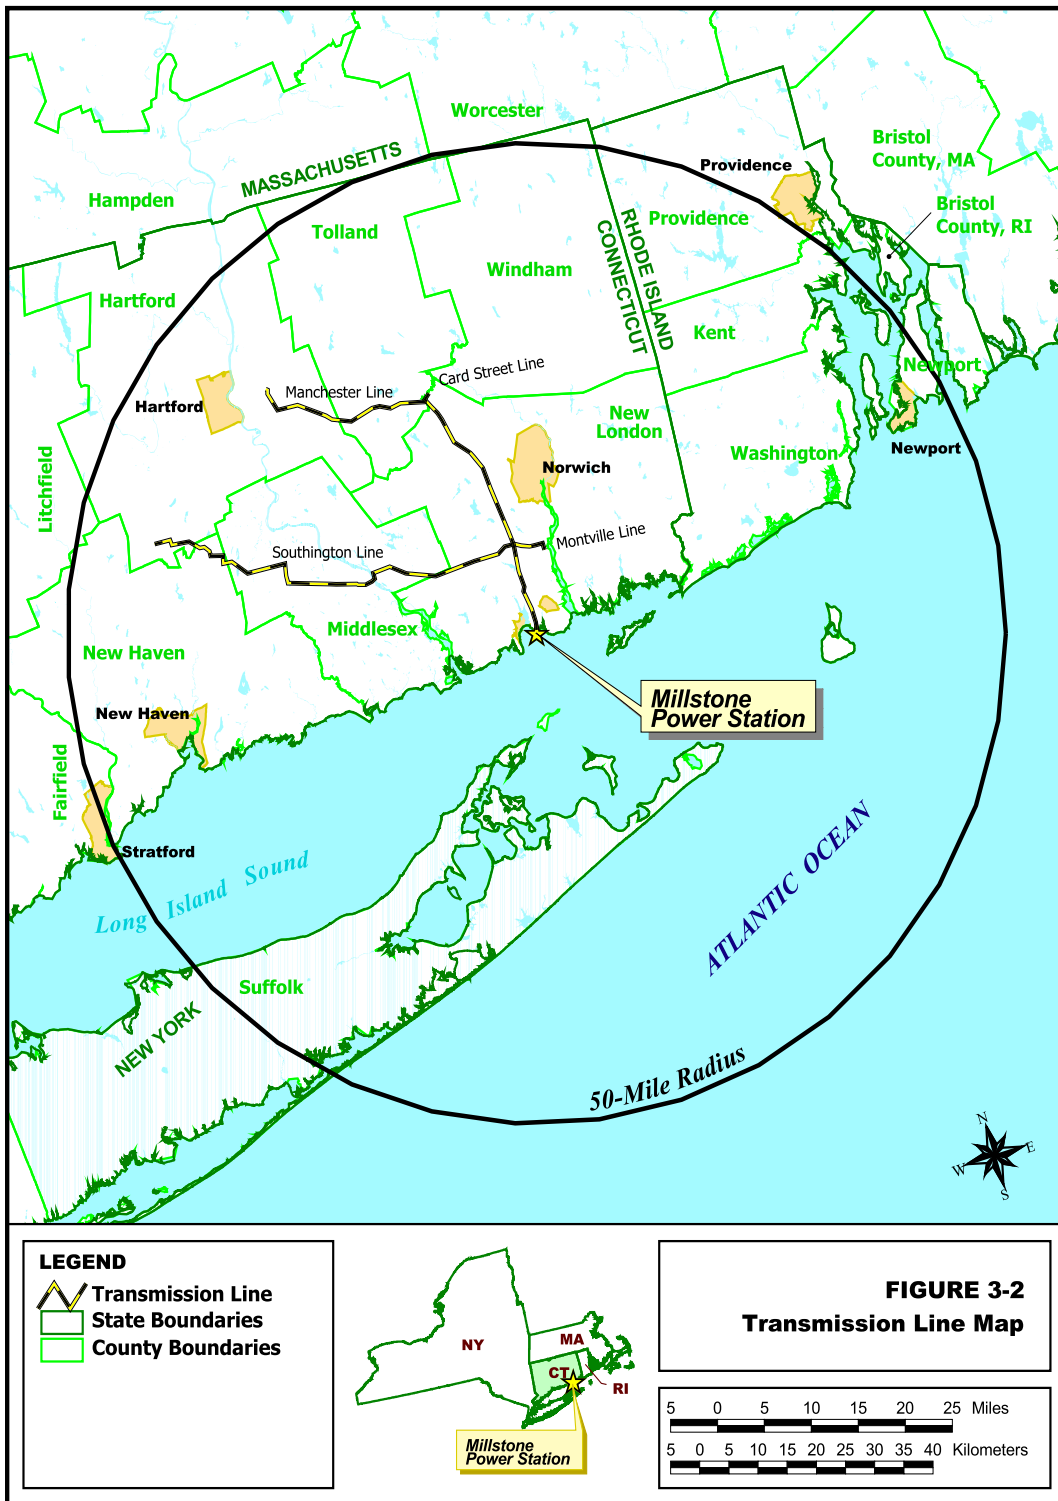 Worcester
MASSACHUSETTS
Bristol
County, MA
Providence
Hampden
Bristol
County, RI
Tolland
Providence
RHODE ISLAND
CONNECTICUT
Windham
Hartford
Kent
Card Street Line
Manchester Line
Newport
Hartford
New
London
Newport
Washington
Norwich
Litchfield
Montville Line
Southington Line
Middlesex
New Haven
Millstone
Power Station
New Haven
Fairfield
Stratford
Long Island Sound
ATLANTIC OCEAN
Suffolk
NEW YORK
50-Mile Radius
N
E
W
S
LEGEND
Transmission Line
State Boundaries
County Boundaries
NY
MA
CT
RI
Millstone
Power Station
FIGURE 3-2
Transmission Line Map
5 0 5 10 15 20 25 Miles
5 0 5 10 15 20 25 30 35 40 Kilometers